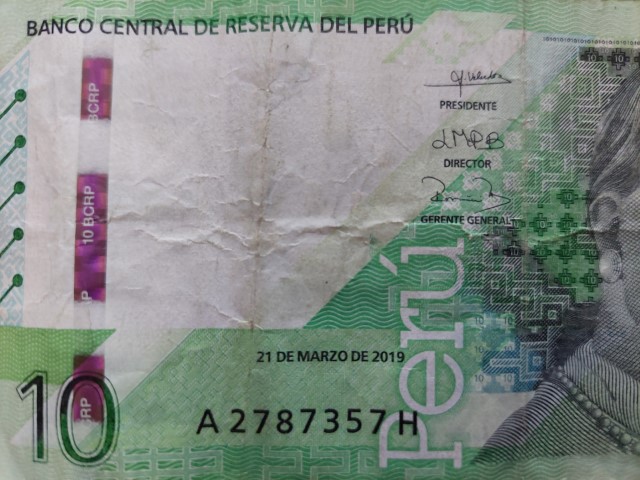 BANCO CENTRAL DE RESERVA DEL PERÚ
BCRP
PRESIDENTE
DIRECTOR
10 BCRP
GERENTE GENERAL
P
Perú
21 DE MARZO DE 2019
10
CRP
A 2787357 H